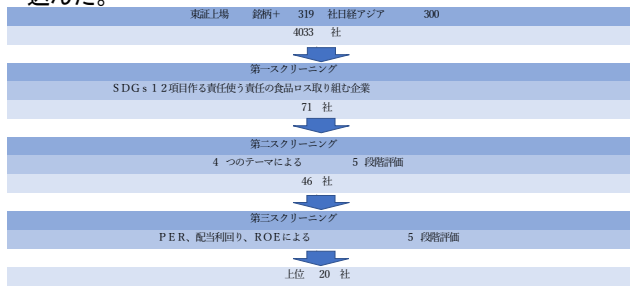 込んだ。
東証上場 銘柄＋ 319 社日経アジア 300
4033 社
第一スクリーニング
ＳＤＧｓ１２項目作る責任使う責任の食品ロス取り組む企業
71 社
第二スクリーニング
4 つのテーマによる 5 段階評価
46 社
第三スクリーニング
ＰＥＲ、配当利回り、ＲＯＥによる 5 段階評価
上位 20 社